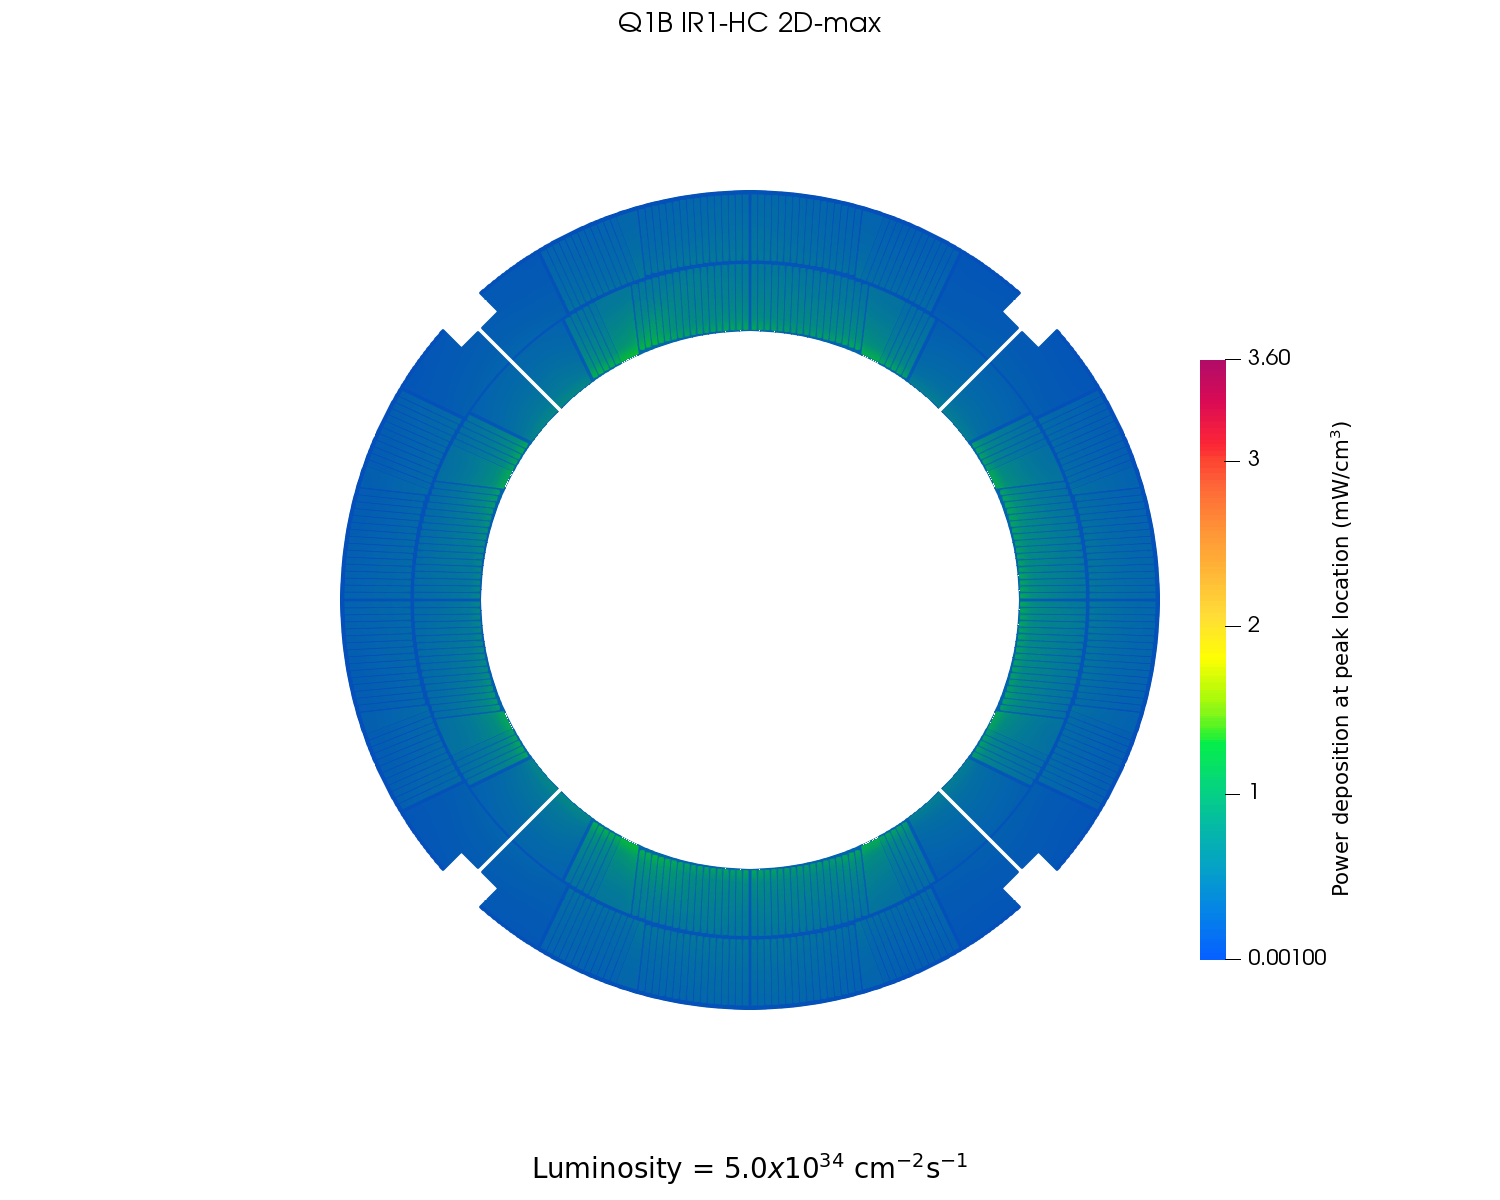 Q1B IR1-HC 2D-max
3.60
3
2
1
0.00100
Power deposition at peak location (mW/cm³)
Luminosity = 5.0x10³⁴ cm⁻²s⁻¹